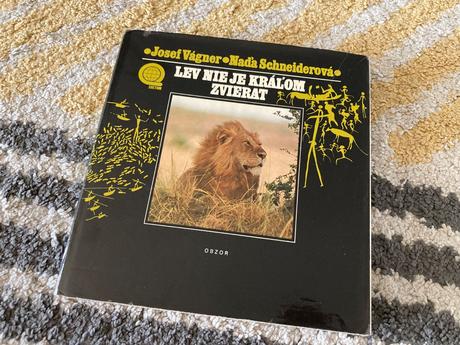 •Josef Vágner•Naďa Schneiderová•
LEV NIE JE KRÁĽOM
ZVIERAT
OBZOR